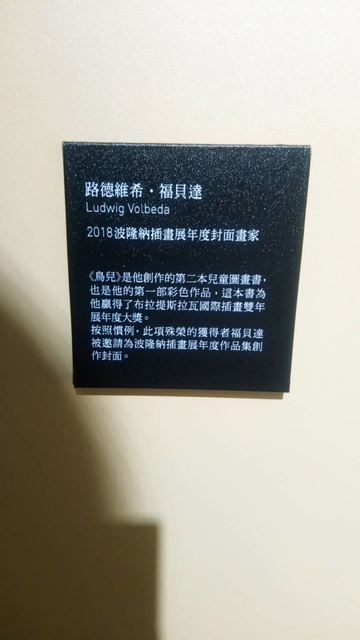 路德維希・福貝達
Ludwig Volbeda
2018波隆納插畫展年度封面畫家
《鳥兒》是他創作的第二本兒童圖畫書，
也是他的第一部彩色作品，這本書為
他贏得了布拉提斯拉瓦國際插畫雙年
展年度大獎。
按照慣例，此項殊榮的獲得者福貝達
被邀請為波隆納插畫展年度作品集創
作封面。